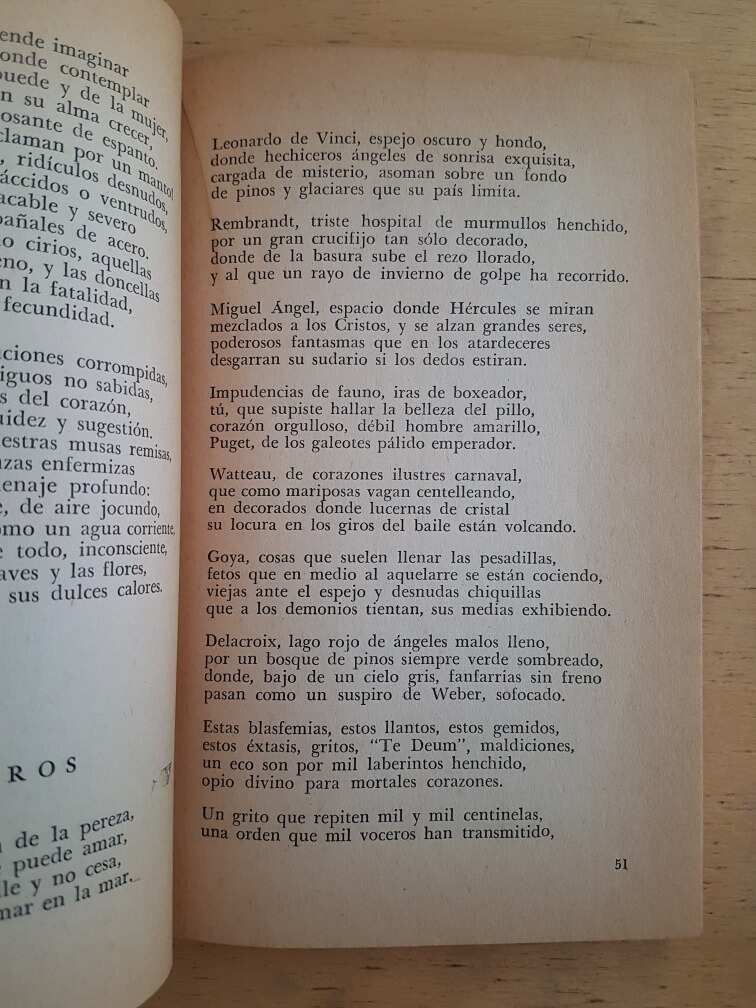 ende imaginar
onde contemplar
uede y de la mujer,
n su alma crecer,
osante de espanto.
claman por un manto!
, ridículos desnudos,
áccidos o ventrudos,
acable y severo
pañales de acero.
o cirios, aquellas
eno, y las doncellas
n la fatalidad,
fecundidad.
aciones corrompidas,
iguos no sabidas,
s del corazón,
uidez y sugestión.
estras musas remisas,
azas enfermizas
enaje profundo:
e, de aire jocundo,
omo un agua corriente,
e todo, inconsciente,
aves y las flores,
sus dulces calores.
R O S
de la pereza,
e puede amar,
lle y no cesa,
mar en la mar.
Leonardo de Vinci, espejo oscuro y hondo,
donde hechiceros ángeles de sonrisa exquisita,
cargada de misterio, asoman sobre un fondo
de pinos y glaciares que su país limita.
Rembrandt, triste hospital de murmullos henchido,
por un gran crucifijo tan sólo decorado,
donde de la basura sube el rezo llorado,
y al que un rayo de invierno de golpe ha recorrido.
Miguel Ángel, espacio donde Hércules se miran
mezclados a los Cristos, y se alzan grandes seres,
poderosos fantasmas que en los atardeceres
desgarran su sudario si los dedos estiran.
Impudencias de fauno, iras de boxeador,
tú, que supiste hallar la belleza del pillo,
corazón orgulloso, débil hombre amarillo,
Puget, de los galeotes pálido emperador.
Watteau, de corazones ilustres carnaval,
que como mariposas vagan centelleando,
en decorados donde lucernas de cristal
su locura en los giros del baile están volcando.
Goya, cosas que suelen llenar las pesadillas,
fetos que en medio al aquelarre se están cociendo,
viejas ante el espejo y desnudas chiquillas
que a los demonios tientan, sus medias exhibiendo.
Delacroix, lago rojo de ángeles malos lleno,
por un bosque de pinos siempre verde sombreado,
donde, bajo de un cielo gris, fanfarrias sin freno
pasan como un suspiro de Weber, sofocado.
Estas blasfemias, estos llantos, estos gemidos,
estos éxtasis, gritos, "Te Deum", maldiciones,
un eco son por mil laberintos henchido,
opio divino para mortales corazones.
Un grito que repiten mil y mil centinelas,
una orden que mil voceros han transmitido,
51